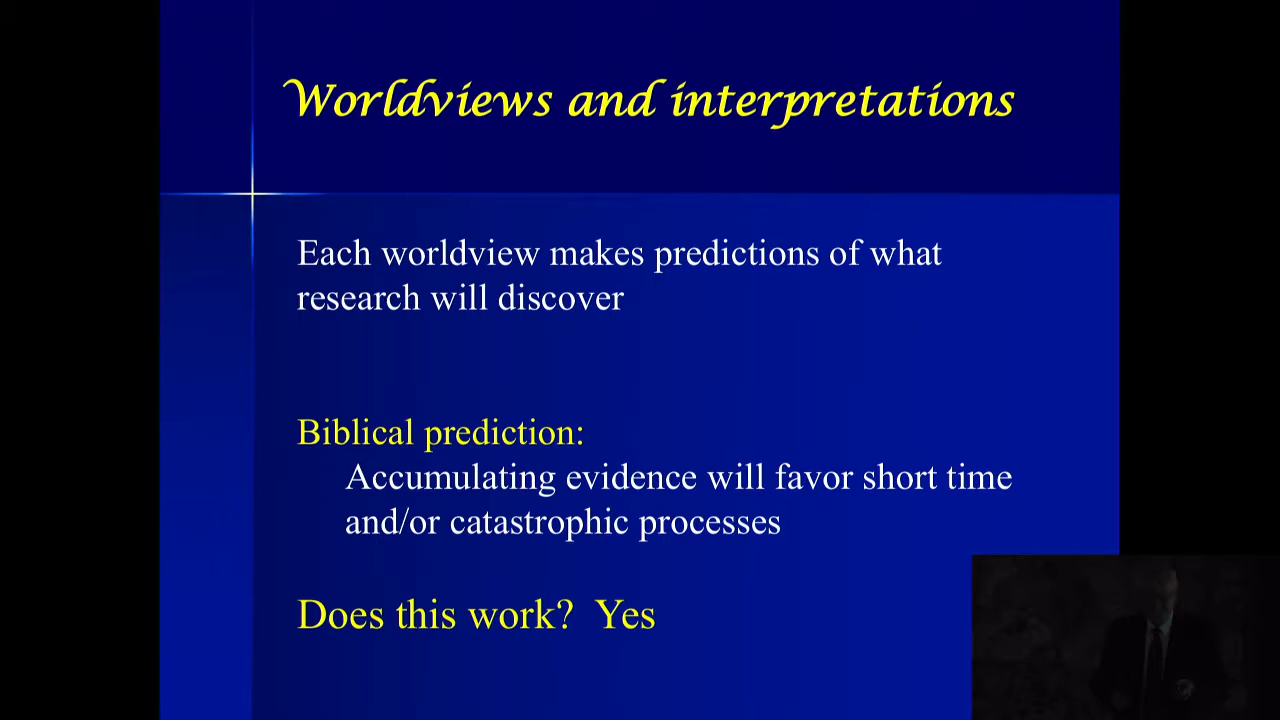 Worldviews and interpretations
Each worldview makes predictions of what
research will discover
Biblical prediction:
Accumulating evidence will favor short time
and/or catastrophic processes
Does this work?  Yes